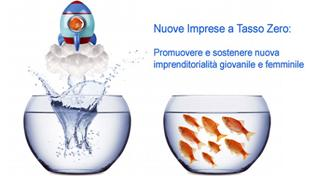 Nuove Imprese a Tasso Zero:
Promuovere e sostenere nuova
imprenditorialità giovanile e femminile